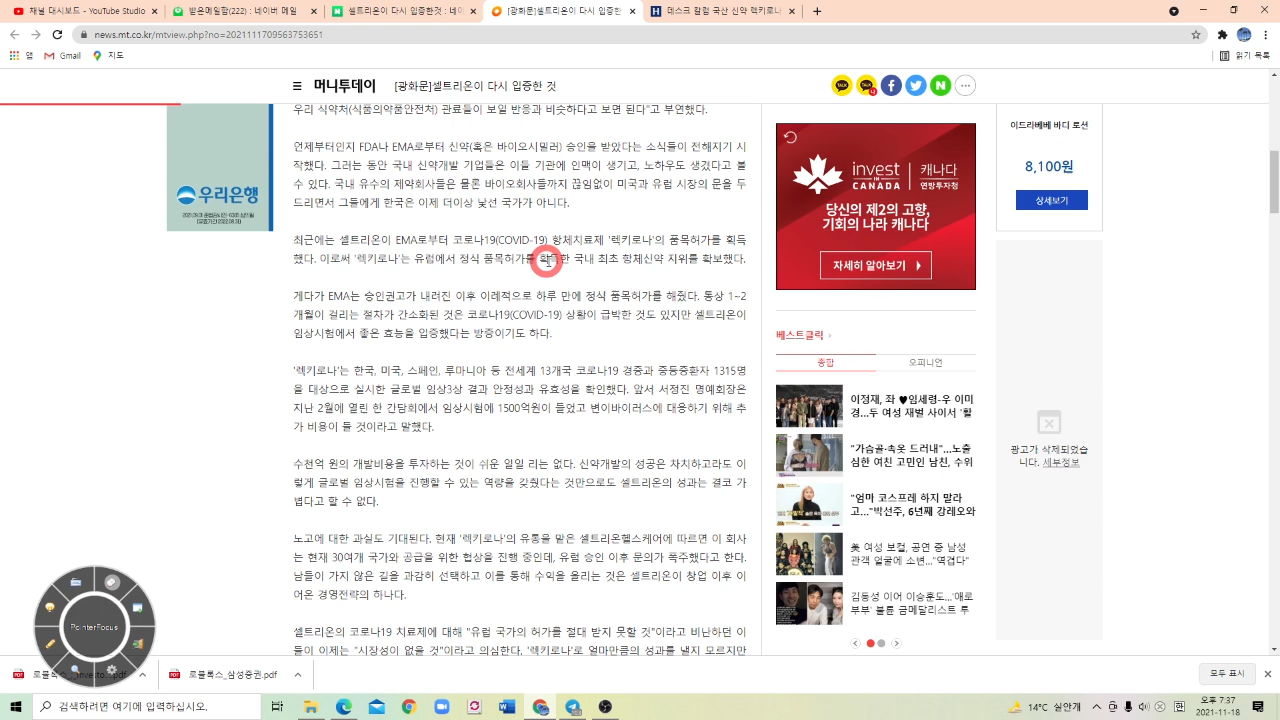 대시보드 - YouTube Studio
받은메일함(222) : 네이버 메일
셀트리온이 다시 입증한것 : 네이
[광화문]셀트리온이 다시 입증한
데스크 칼럼 국산 신약 렉키로나
news.mt.co.kr/mtview.php?no=2021111709563753651
앱
Gmail
지도
읽기 목록
머니투데이
[광화문]셀트리온이 다시 입증한 것
TALK
TALK
N
우리 식약처(식품의약품안전처) 관료들이 보일 반응과 비슷하다고 보면 된다"고 부연했다.
언제부터인지 FDA나 EMA로부터 신약(혹은 바이오시밀러) 승인을 받았다는 소식들이 전해지기 시
작했다. 그러는 동안 국내 신약개발 기업들은 이들 기관에 인맥이 생기고, 노하우도 생겼다고 볼
수 있다. 국내 유수의 제약회사들은 물론 바이오회사들까지 끊임없이 미국과 유럽 시장의 문을 두
드리면서 그들에게 한국은 이제 더이상 낯선 국가가 아니다.
최근에는 셀트리온이 EMA로부터 코로나19(COVID-19) 항체치료제 '렉키로나'의 품목허가를 획득
했다. 이로써 '렉키로나'는 유럽에서 정식 품목허가를 획득한 국내 최초 항체신약 지위를 확보했다.
게다가 EMA는 승인권고가 내려진 이후 이례적으로 하루 만에 정식 품목허가를 해줬다. 통상 1~2
개월이 걸리는 절차가 간소화된 것은 코로나19(COVID-19) 상황이 급박한 것도 있지만 셀트리온이
임상시험에서 좋은 효능을 입증했다는 방증이기도 하다.
'렉키로나'는 한국, 미국, 스페인, 루마니아 등 전세계 13개국 코로나19 경증과 중등증환자 1315명
을 대상으로 실시한 글로벌 임상3상 결과 안정성과 유효성을 확인했다. 앞서 서정진 명예회장은
지난 2월에 열린 한 간담회에서 임상시험에 1500억원이 들었고 변이바이러스에 대응하기 위해 추
가 비용이 들 것이라고 말했다.
수천억 원의 개발비용을 투자하는 것이 쉬운 일일 리는 없다. 신약개발의 성공은 차치하고라도 이
렇게 글로벌 임상시험을 진행할 수 있는 역량을 갖췄다는 것만으로도 셀트리온의 성과는 결코 가
볍다고 할 수 없다.
노고에 대한 과실도 기대된다. 현재 '렉키로나'의 유통을 맡은 셀트리온헬스케어에 따르면 이 회사
는 현재 30여개 국가와 공급을 위한 협상을 진행 중인데, 유럽 승인 이후 문의가 폭주했다고 한다.
남들이 가지 않은 길을 과감히 선택하고 이를 통해 수익을 올리는 것은 셀트리온이 창업 이후 이
어온 경영전략의 하나다.
셀트리온의 코로나19 치료제에 대해 "유럽 국가의 허가를 절대 받지 못할 것"이라고 비난하던 이
들이 이제는 "시장성이 없을 것"이라고 의심한다. '렉키로나'로 얼마만큼의 성과를 낼지 모르지만
우리은행
invest
IN
CANADA
캐나다
연방투자청
당신의 제2의 고향,
기회의 나라 캐나다
자세히 알아보기
베스트클릭
종합
오피니언
이정재, 좌 ♥임세령-우 이미
경...두 여성 재벌 사이서 '활
"가슴골·속옷 드러내"...노출
심한 여친 고민인 남친, 수위
"엄마 코스프레 하지 말라
고..."박선주, 6년째 강레오와
美 여성 보컬, 공연 중 남성
관객 얼굴에 소변..."역겹다"
김동성 이어 이승훈도...'애로
부부' 불륜 금메달리스트 투
이드라베베 바디 로션
8,100원
상세보기
광고가 삭제되었습
니다. 세부정보
PointerFocus
로블록스_삼성증권.pdf
모두 표시
검색하려면 여기에 입력하십시오.
14°C 실안개
오후 7:37
2021-11-18